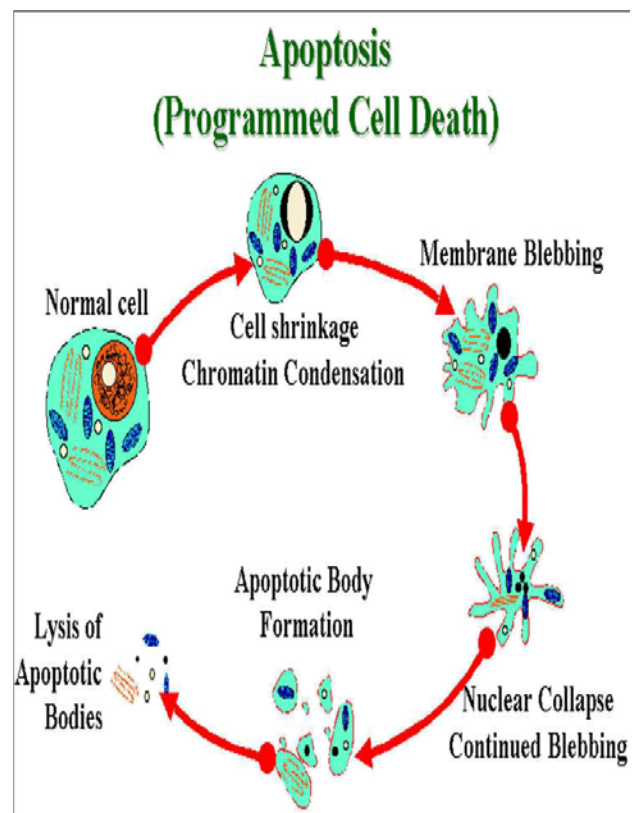 Apoptosis
(Programmed Cell Death)
Normal cell
Cell shrinkage
Chromatin Condensation
Membrane Blebbing
Nuclear Collapse
Continued Blebbing
Apoptotic Body
Formation
Lysis of
Apoptotic
Bodies